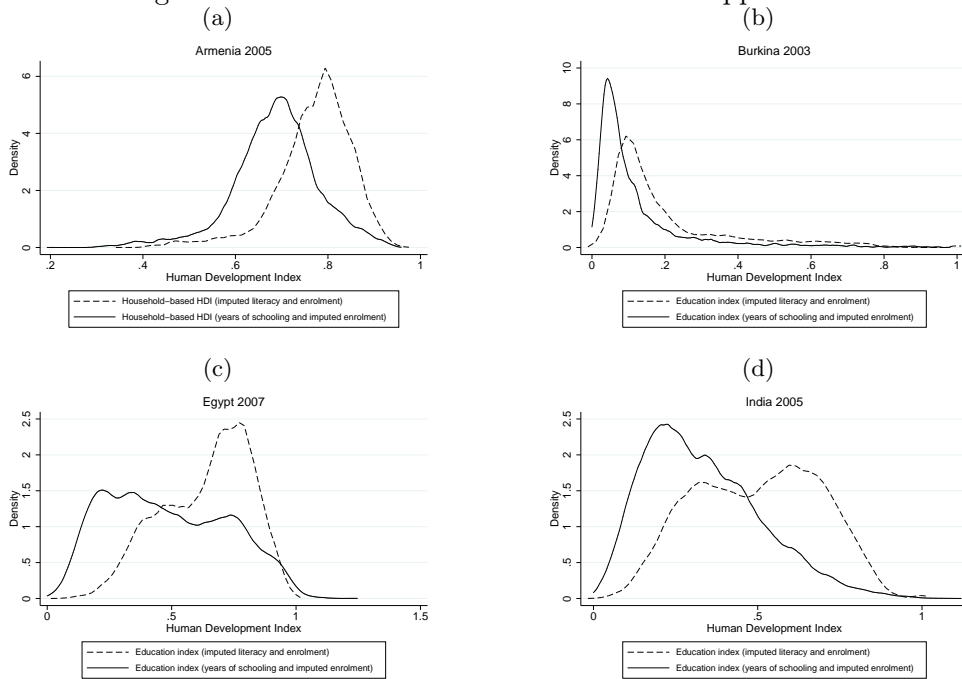 (a)
(b)
Armenia 2005
Burkina 2003
Density
0
2
4
6
.2
.4
.6
.8
1
Human Development Index
Household−based HDI (imputed literacy and enrolment)
Household−based HDI (years of schooling and imputed enrolment)
Density
0
2
4
6
8
10
0
.2
.4
.6
.8
1
Human Development Index
Education index (imputed literacy and enrolment)
Education index (years of schooling and imputed enrolment)
(c)
(d)
Egypt 2007
India 2005
Density
0
.5
1
1.5
2
2.5
0
.5
1
1.5
Human Development Index
Education index (imputed literacy and enrolment)
Education index (years of schooling and imputed enrolment)
Density
0
.5
1
1.5
2
2.5
0
.5
1
Human Development Index
Education index (imputed literacy and enrolment)
Education index (years of schooling and imputed enrolment)